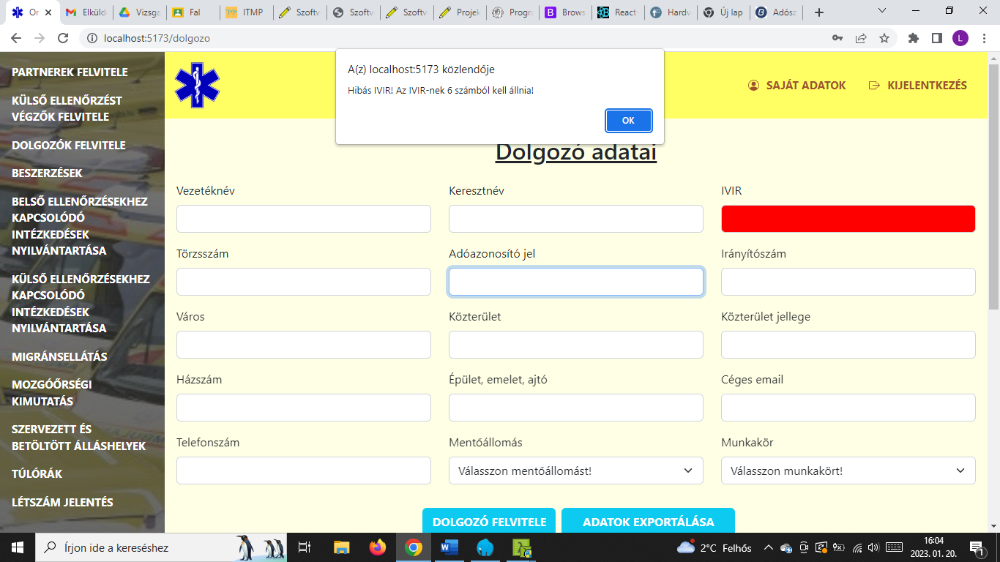 Or
Elküld
Vizsga
Fal
ITMP
Szoftv
Szoftv
Szoftv
Projek
Progra
Brows
React-
Hardv
Új lap
Adósz
localhost:5173/dolgozo
L
PARTNEREK FELVITELE
KÜLSŐ ELLENŐRZÉST
VÉGZŐK FELVITELE
DOLGOZÓK FELVITELE
BESZERZÉSEK
BELSŐ ELLENŐRZÉSEKHEZ
KAPCSOLÓDÓ
INTÉZKEDÉSEK
NYILVÁNTARTÁSA
KÜLSŐ ELLENŐRZÉSEKHEZ
KAPCSOLÓDÓ
INTÉZKEDÉSEK
NYILVÁNTARTÁSA
MIGRÁNSELLÁTÁS
MOZGÓŐRSÉGI
KIMUTATÁS
SZERVEZETT ÉS
BETÖLTÖTT ÁLLÁSHELYEK
TÚLÓRÁK
LÉTSZÁM JELENTÉS
A(z) localhost:5173 közlendője
Hibás IVIR! Az IVIR-nek 6 számból kell állnia!
OK
SAJÁT ADATOK
KIJELENTKEZÉS
Dolgozó adatai
Vezetéknév
Keresztnév
IVIR
Törzsszám
Adóazonosító jel
Irányítószám
Város
Közterület
Közterület jellege
Házszám
Épület, emelet, ajtó
Céges email
Telefonszám
Mentőállomás
Munkakör
Válasszon mentőállomást!
Válasszon munkakört!
DOLGOZÓ FELVITELE
ADATOK EXPORTÁLÁSA
Írjon ide a kereséshez
2°C Felhős
16:04
2023. 01. 20.
1